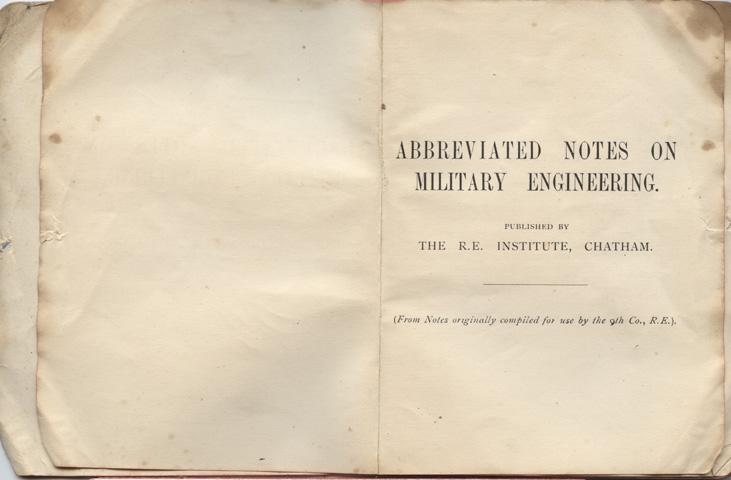 ABBREVIATED NOTES ON
MILITARY ENGINEERING.
PUBLISHED BY
THE R.E. INSTITUTE, CHATHAM.
(From Notes originally compiled for use by the 9th Co., R.E.).